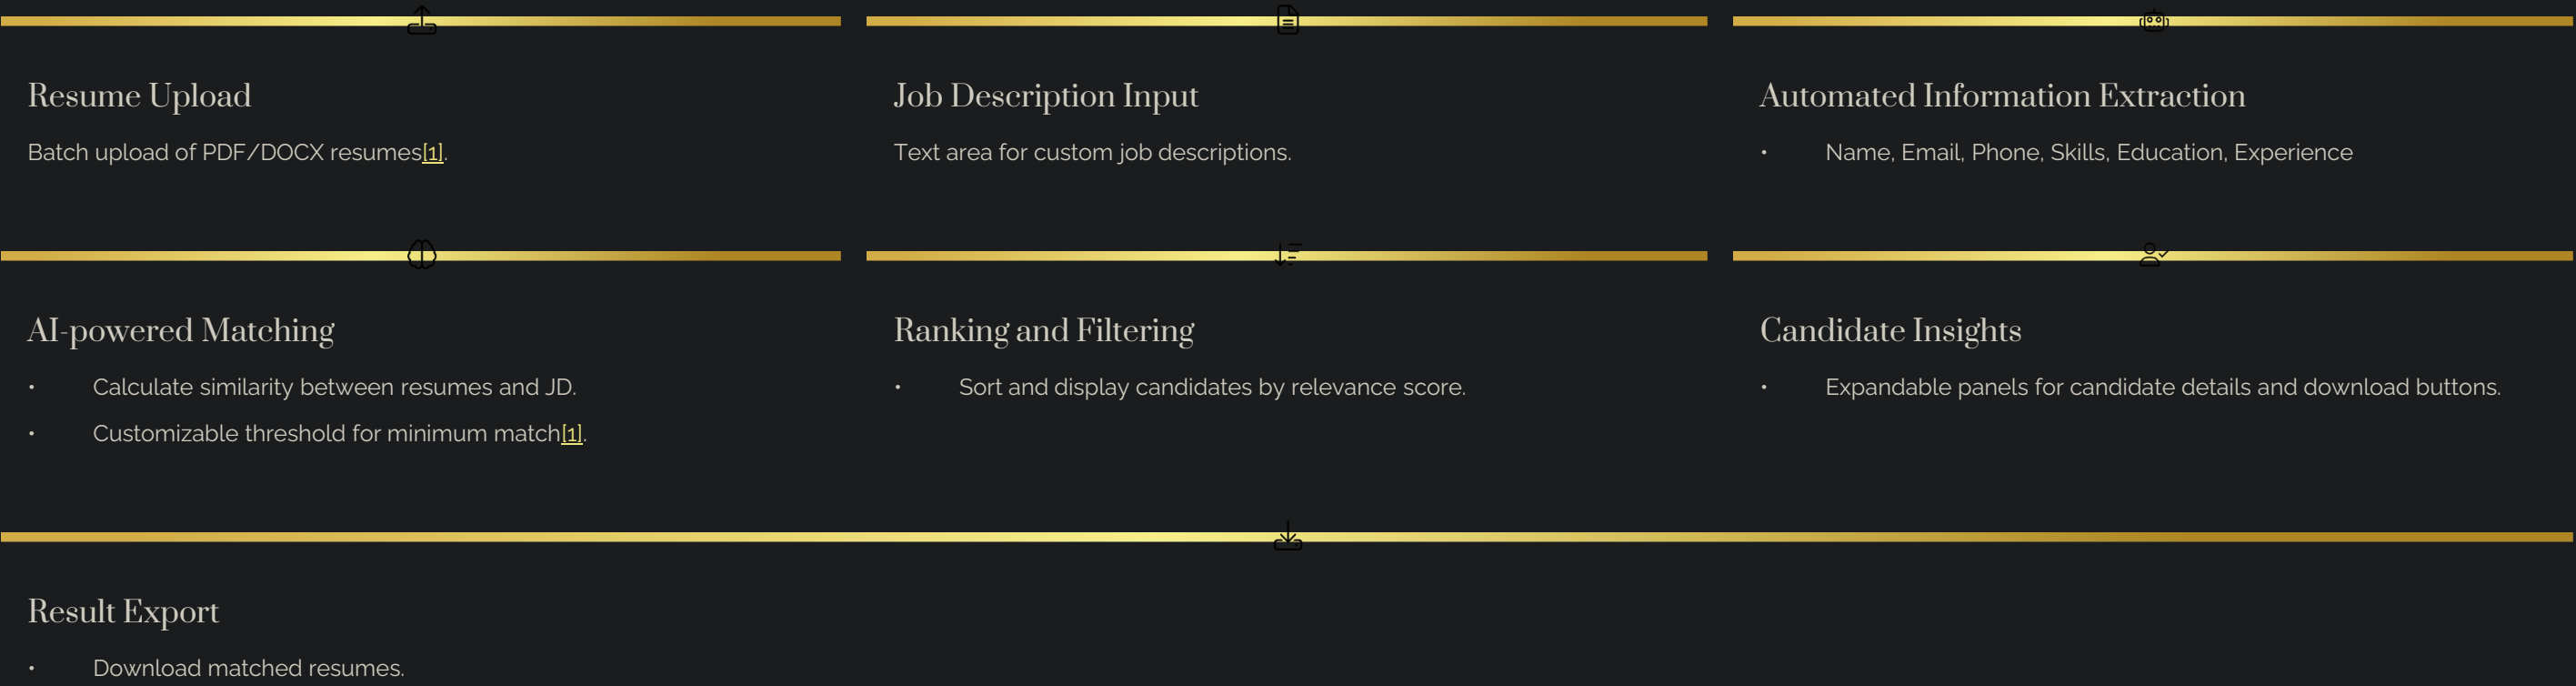 Resume Upload
Batch upload of PDF/DOCX resumes[1].
Job Description Input
Text area for custom job descriptions.
Automated Information Extraction
• Name, Email, Phone, Skills, Education, Experience
AI-powered Matching
• Calculate similarity between resumes and JD.
• Customizable threshold for minimum match[1].
Ranking and Filtering
• Sort and display candidates by relevance score.
Candidate Insights
• Expandable panels for candidate details and download buttons.
Result Export
• Download matched resumes.